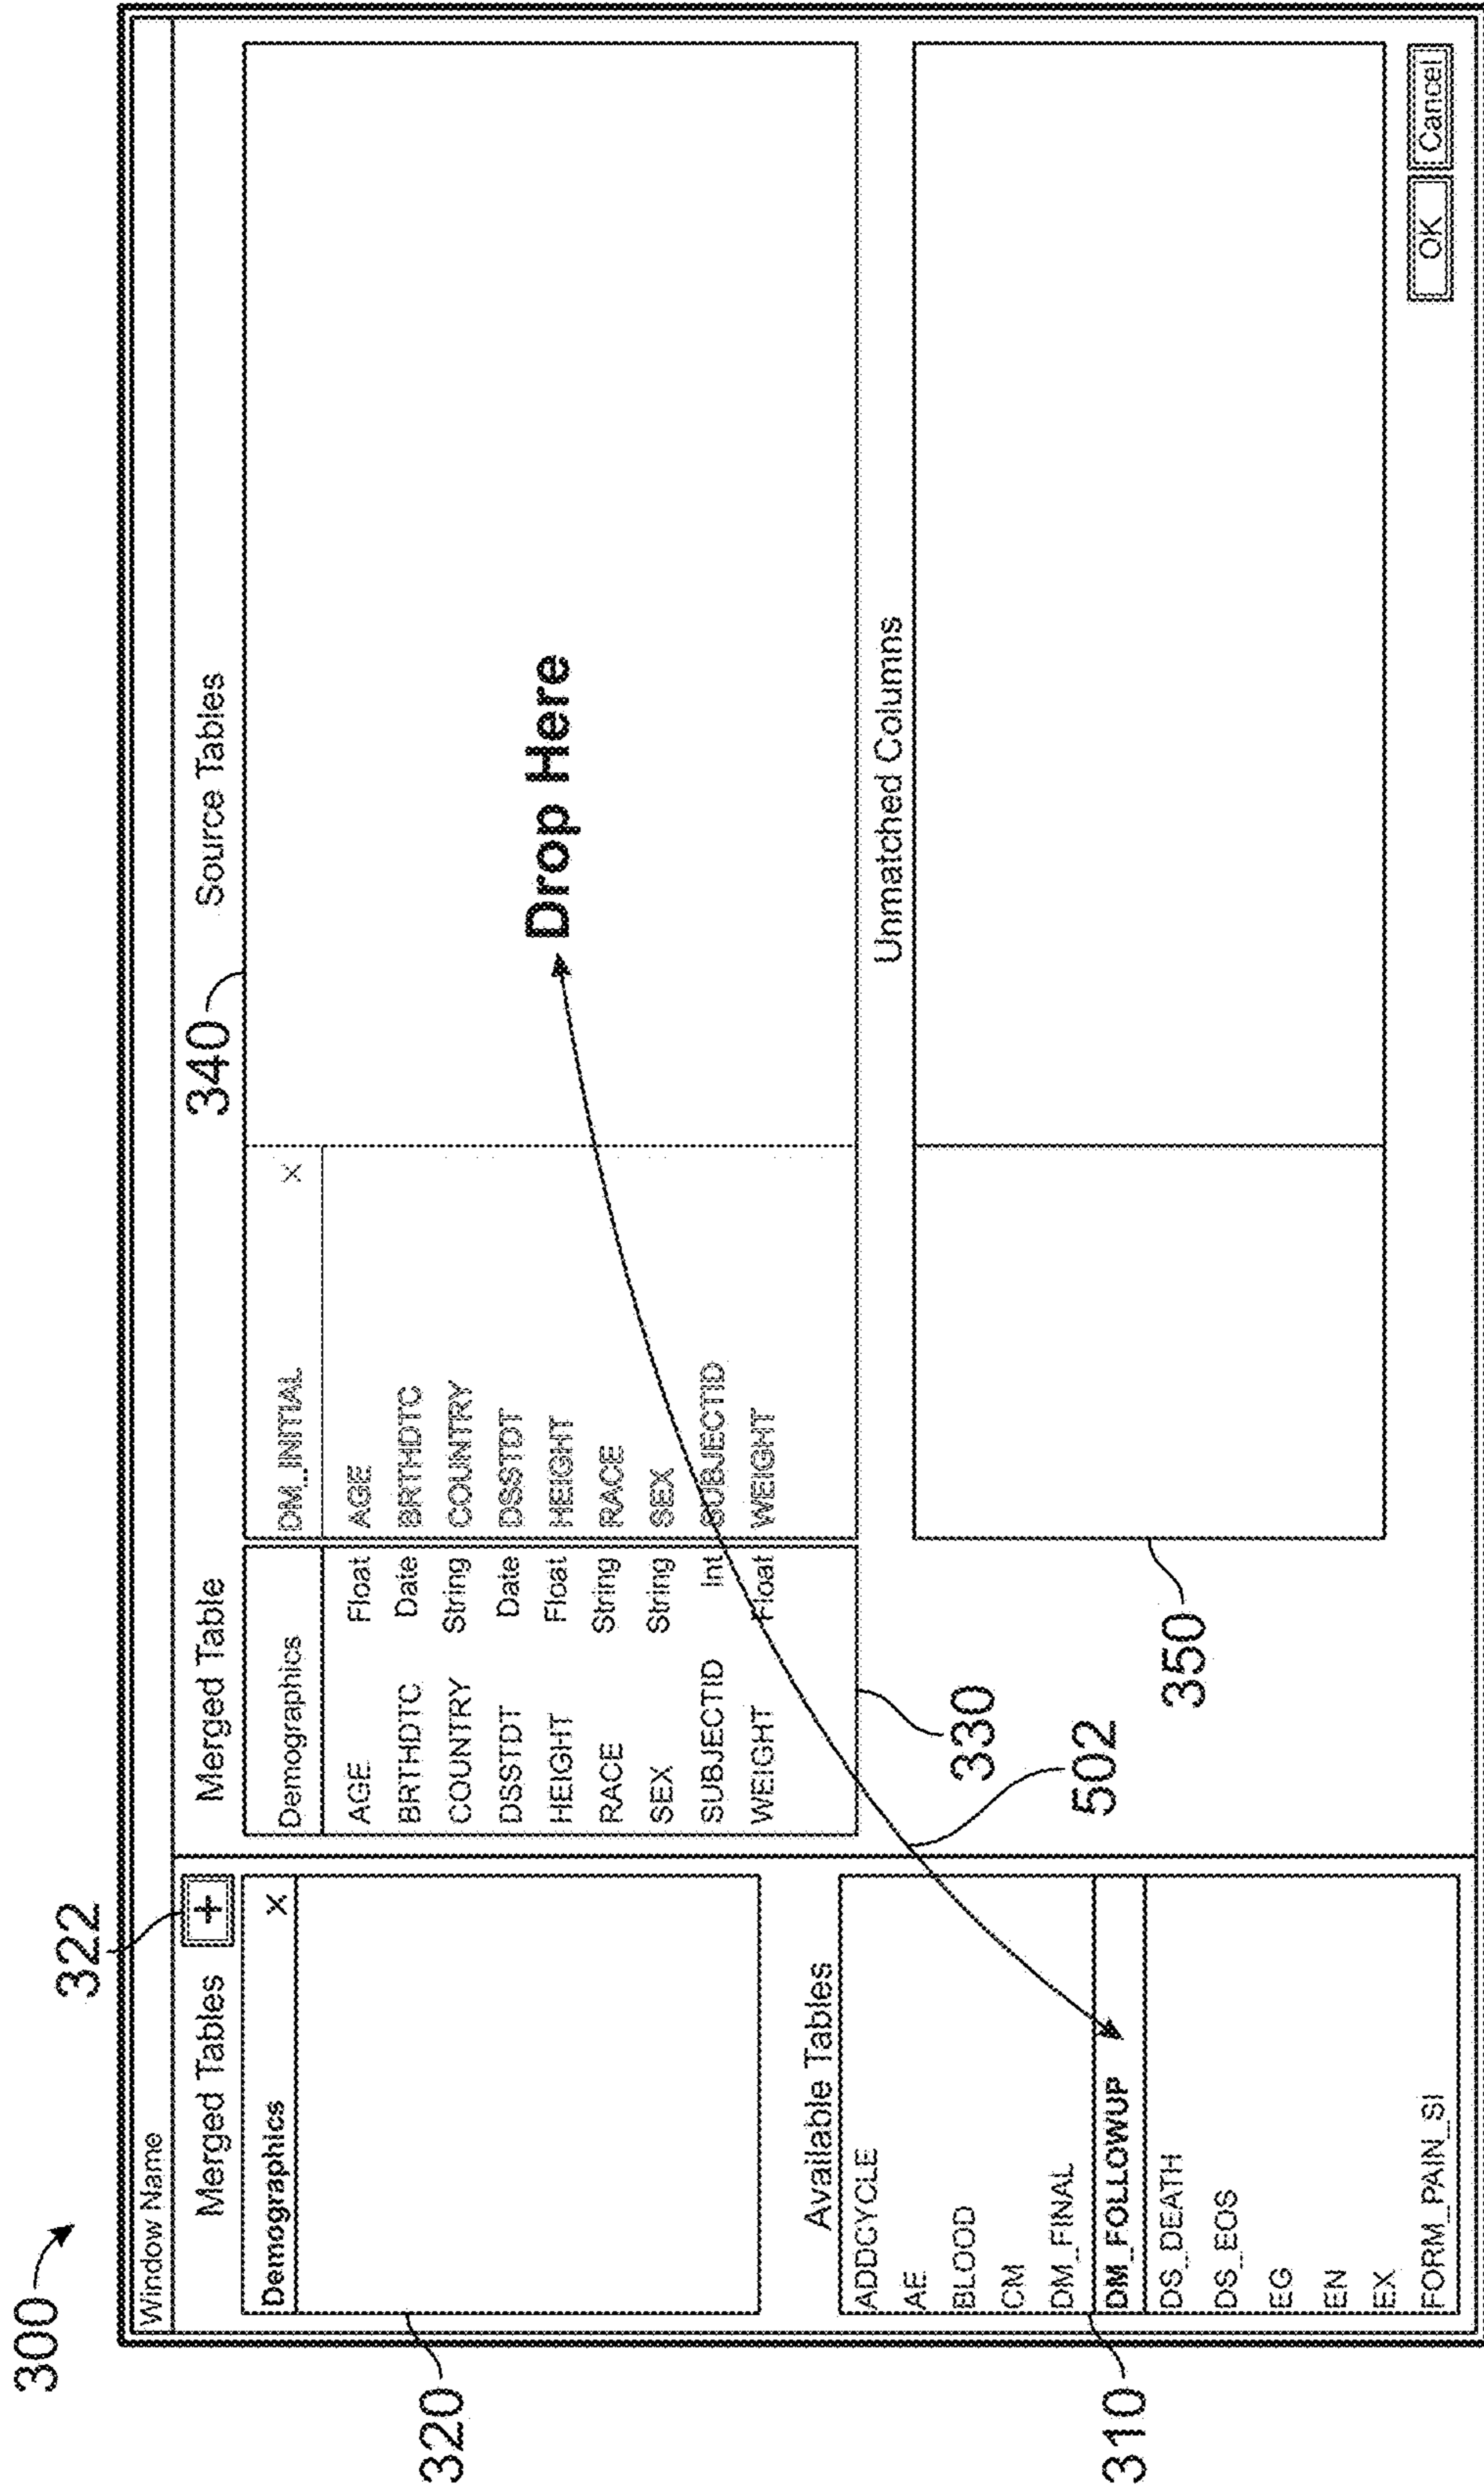 300
322
Window Name
Merged Tables
+
Demographics X
320
Available Tables
ADDCYCLE
AE
BLOOD
CM
DM_FINAL
DM_FOLLOWUP
DS_DEATH
DS_EOS
EG
EN
EX
FORM_PAIN_SI
310
Merged Table
Demographics
AGE Float
BRTHDTC Date
COUNTRY String
DSSTDT Date
HEIGHT Float
RACE String
SEX String
SUBJECTID Int
WEIGHT Float
330
502
340
Source Tables
DM_INITIAL X
AGE
BRTHDTC
COUNTRY
DSSTDT
HEIGHT
RACE
SEX
SUBJECTID
WEIGHT
Drop Here
Unmatched Columns
350
OK Cancel